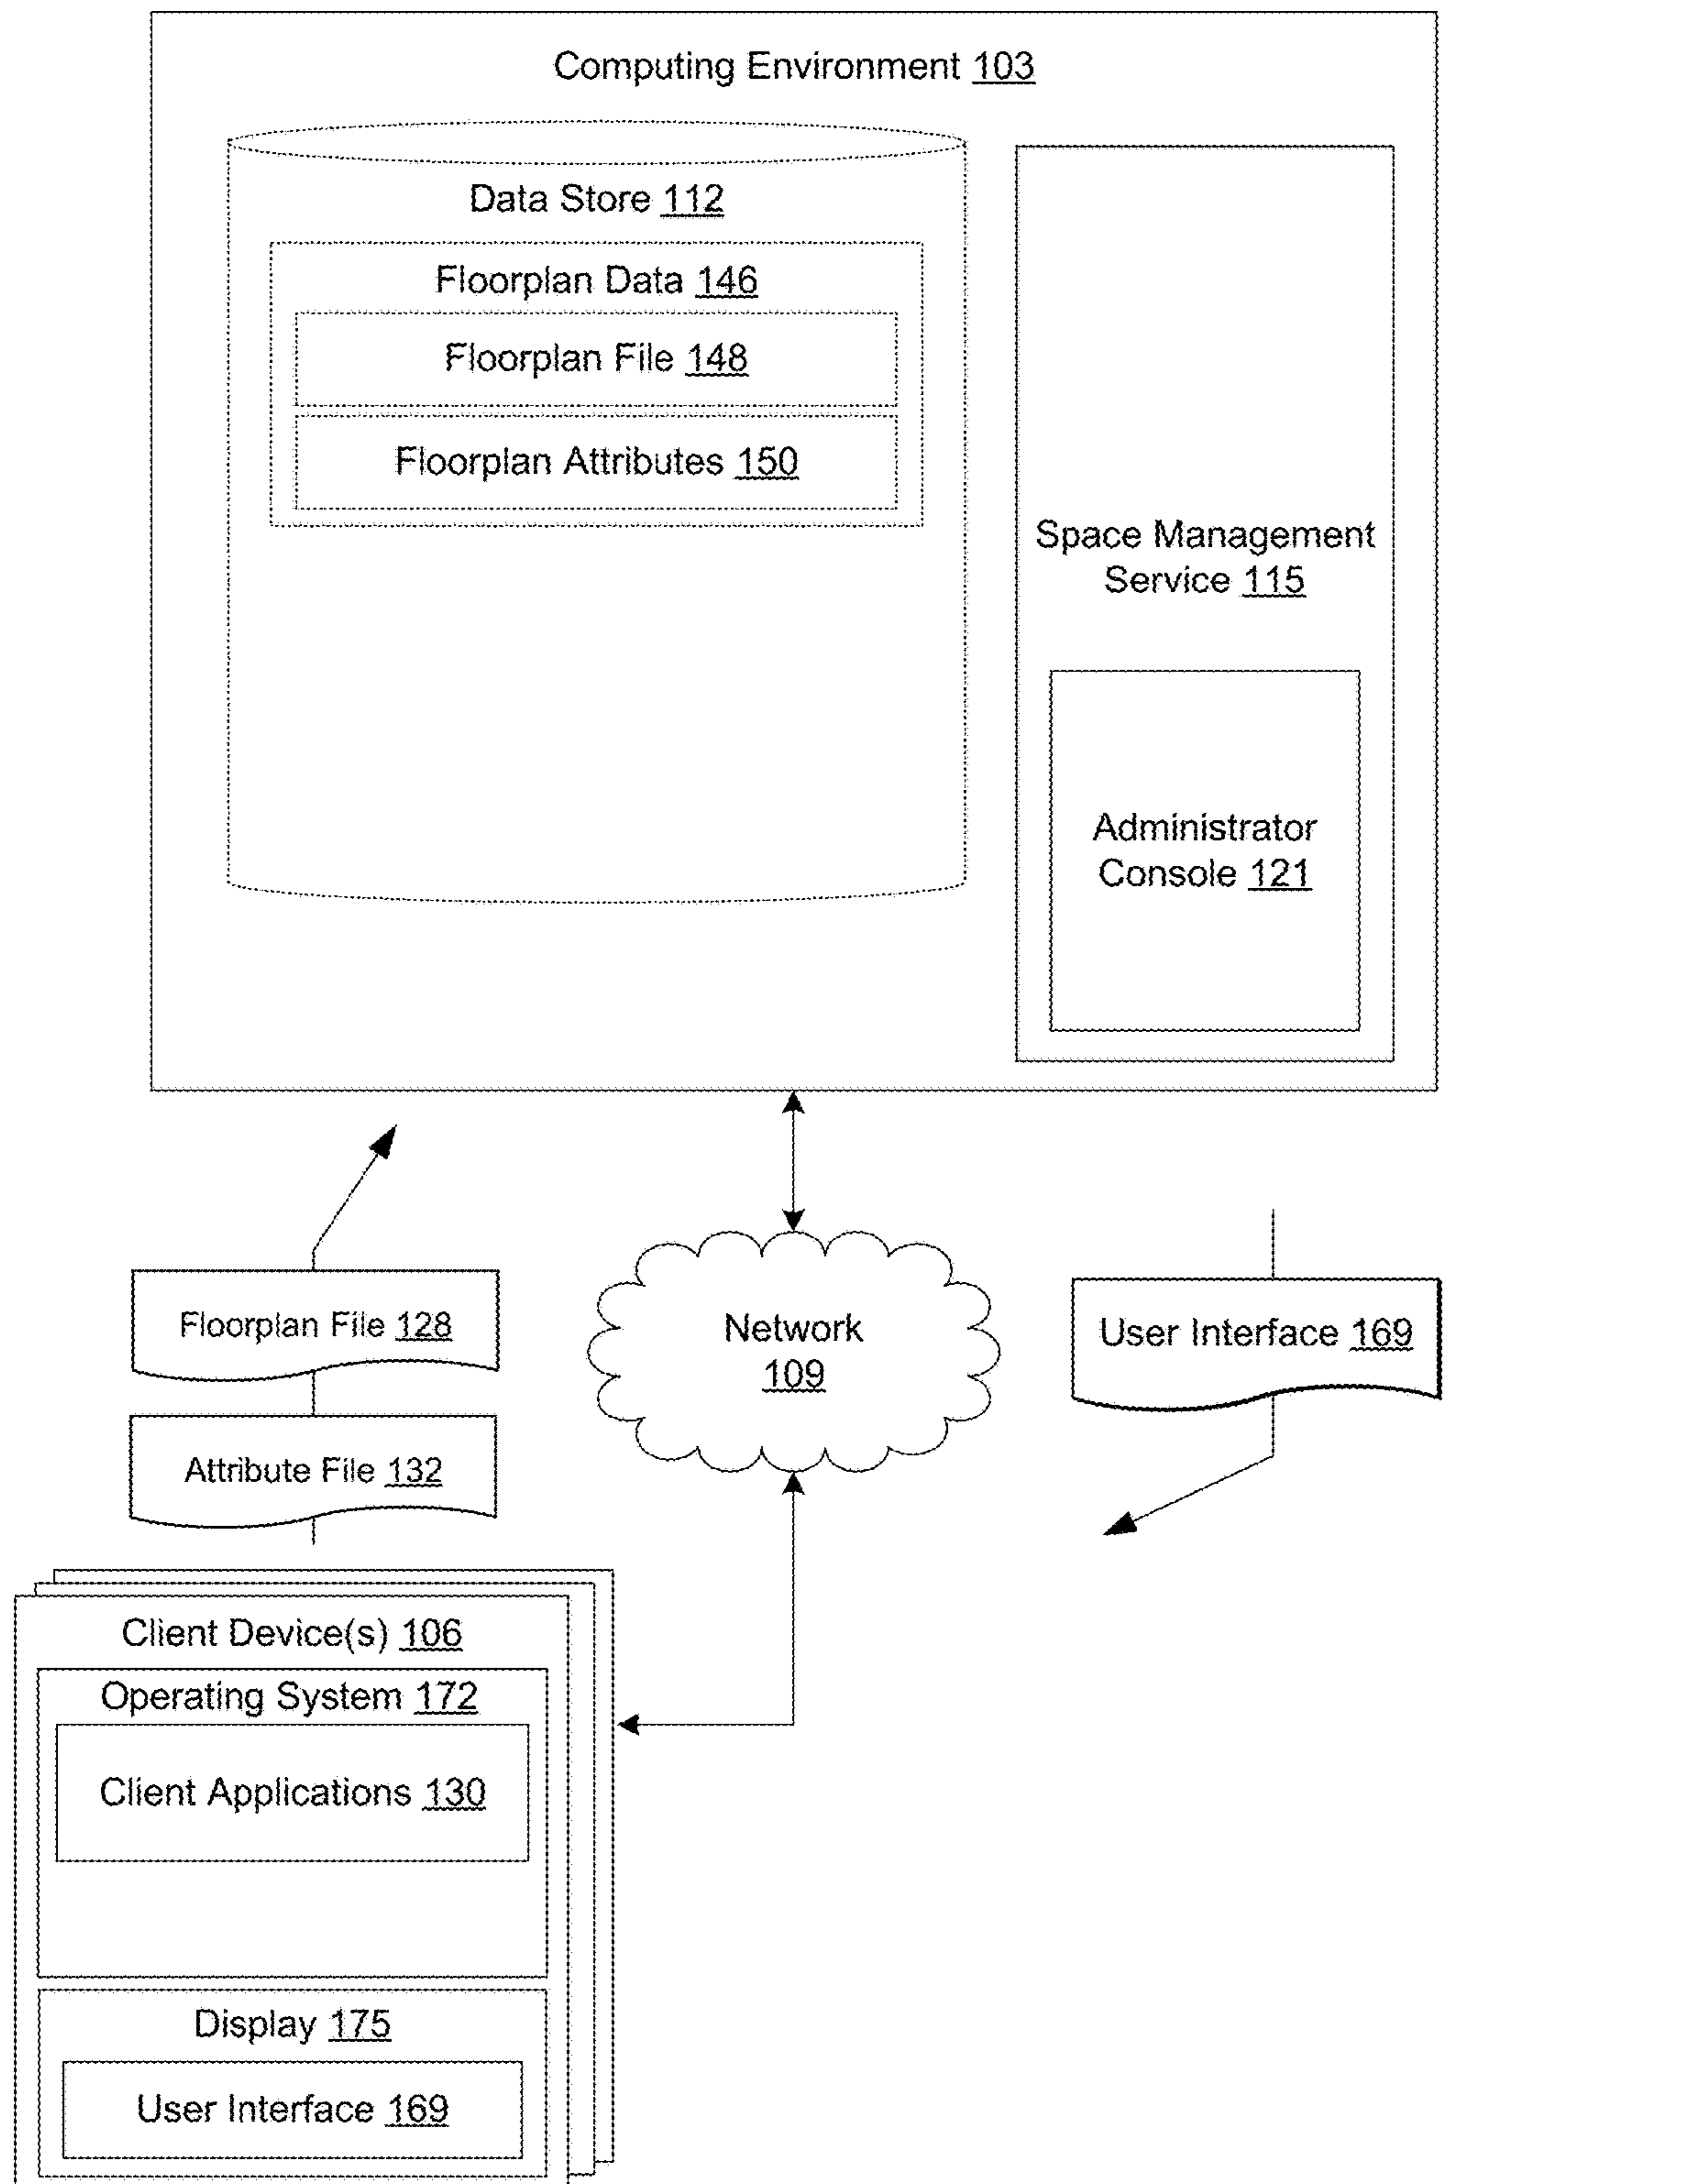 Computing Environment 103
Data Store 112
Floorplan Data 146
Floorplan File 148
Floorplan Attributes 150
Space Management
Service 115
Administrator
Console 121
Floorplan File 128
Attribute File 132
Network
109
User Interface 169
Client Device(s) 106
Operating System 172
Client Applications 130
Display 175
User Interface 169